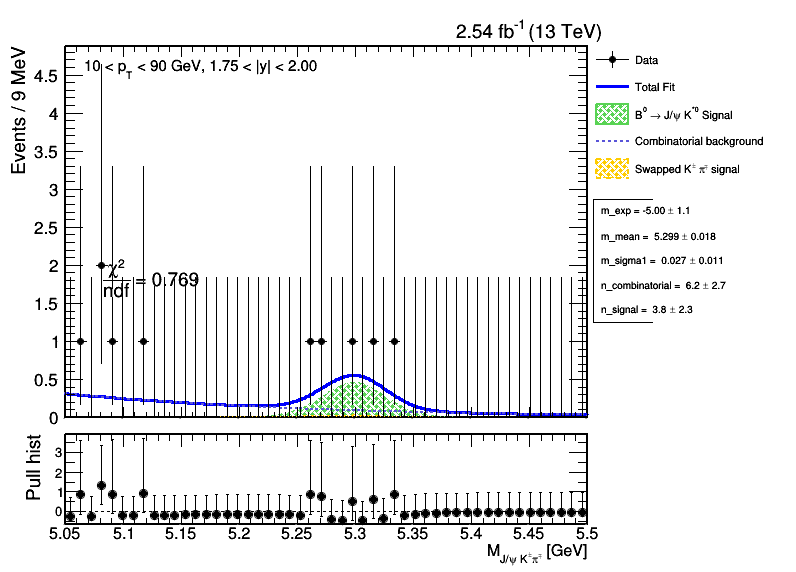 2.54 fb⁻¹ (13 TeV)
10 < p_T < 90 GeV, 1.75 < |y| < 2.00
Events / 9 MeV
4.5
4
3.5
3
2.5
2
1.5
1
0.5
0
χ²/ndf = 0.769
Data
Total Fit
B⁰ → J/ψ K*⁰ Signal
Combinatorial background
Swapped K± π∓ signal
m_exp = -5.00 ± 1.1
m_mean = 5.299 ± 0.018
m_sigma1 = 0.027 ± 0.011
n_combinatorial = 6.2 ± 2.7
n_signal = 3.8 ± 2.3
Pull hist
3
2
1
0
5.05 5.1 5.15 5.2 5.25 5.3 5.35 5.4 5.45 5.5
M_J/ψ K±π∓ [GeV]